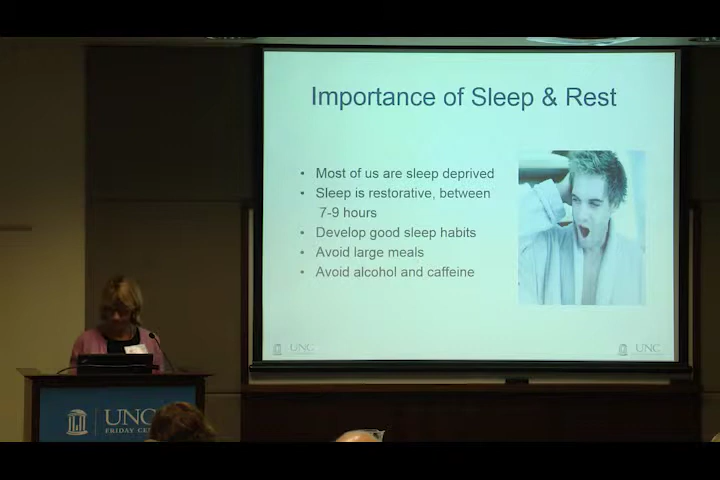 Importance of Sleep & Rest
• Most of us are sleep deprived
• Sleep is restorative, between
7-9 hours
• Develop good sleep habits
• Avoid large meals
• Avoid alcohol and caffeine
UNC
UNC
UNC
FRIDAY